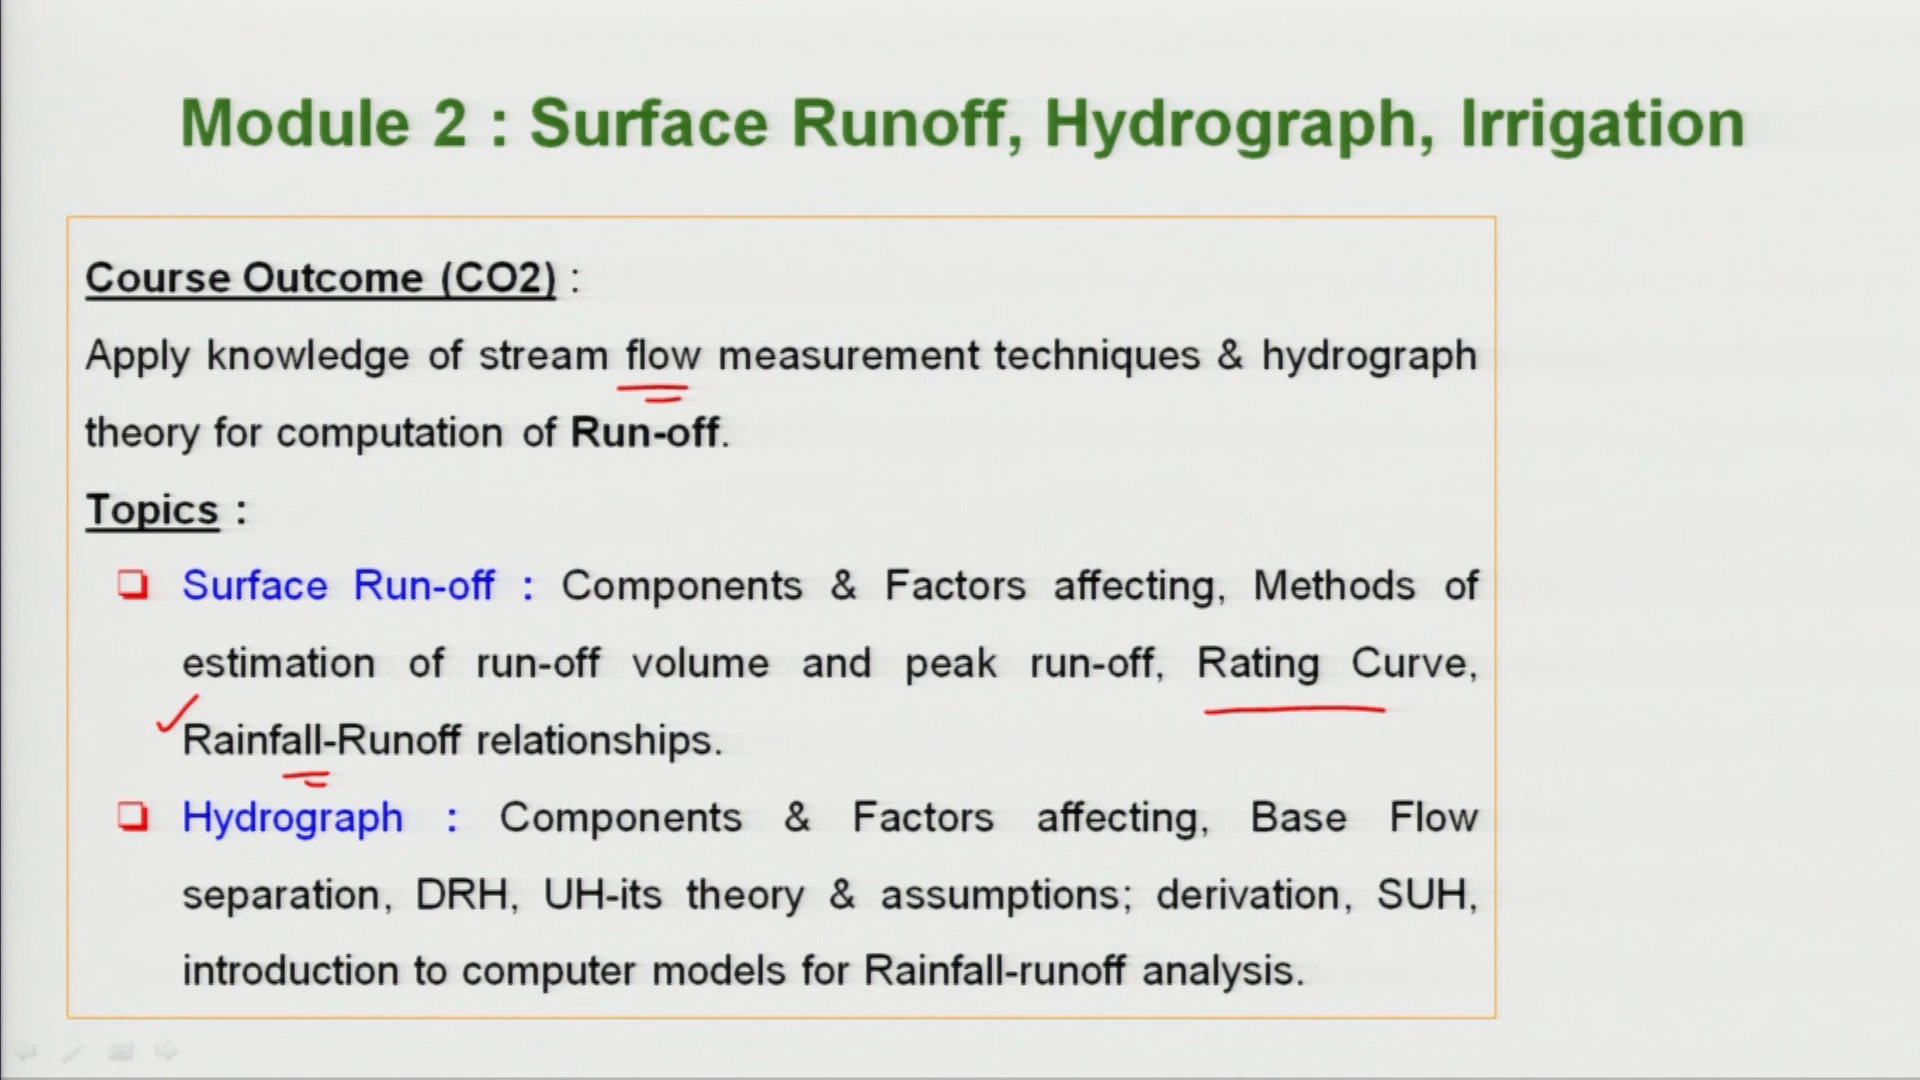 Module 2 : Surface Runoff, Hydrograph, Irrigation
Course Outcome (CO2) :
Apply knowledge of stream flow measurement techniques & hydrograph
theory for computation of Run-off.
Topics :
Surface Run-off : Components & Factors affecting, Methods of
estimation of run-off volume and peak run-off, Rating Curve,
Rainfall-Runoff relationships.
Hydrograph : Components & Factors affecting, Base Flow
separation, DRH, UH-its theory & assumptions; derivation, SUH,
introduction to computer models for Rainfall-runoff analysis.